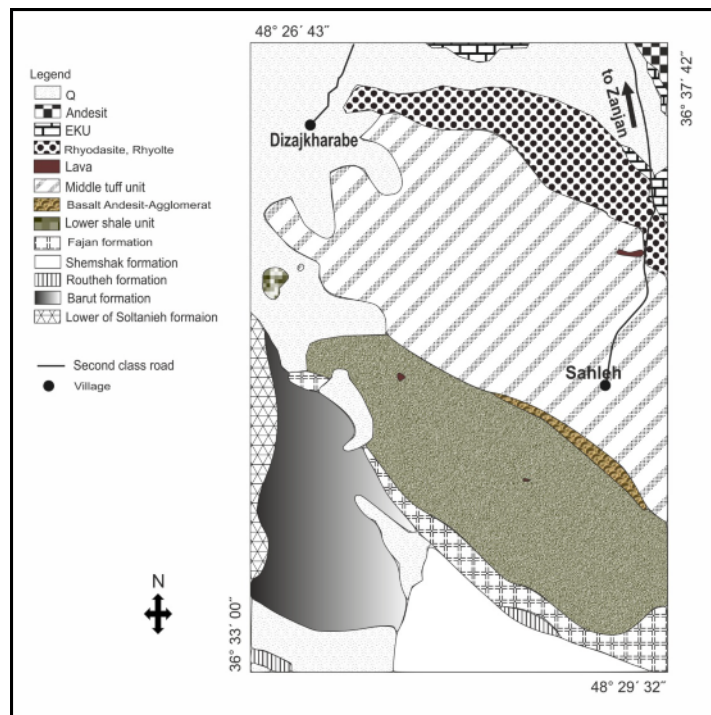 48° 26′ 43″
Legend
Q
Andesit
EKU
Rhyodasite, Rhyolte
Lava
Middle tuff unit
Basalt Andesit-Agglomerat
Lower shale unit
Fajan formation
Shemshak formation
Routheh formation
Barut formation
Lower of Soltanieh formaion
Second class road
Village
N
Dizajkharabe
to Zanjan
36° 37′ 42″
Sahleh
36° 33′ 00″
48° 29′ 32″